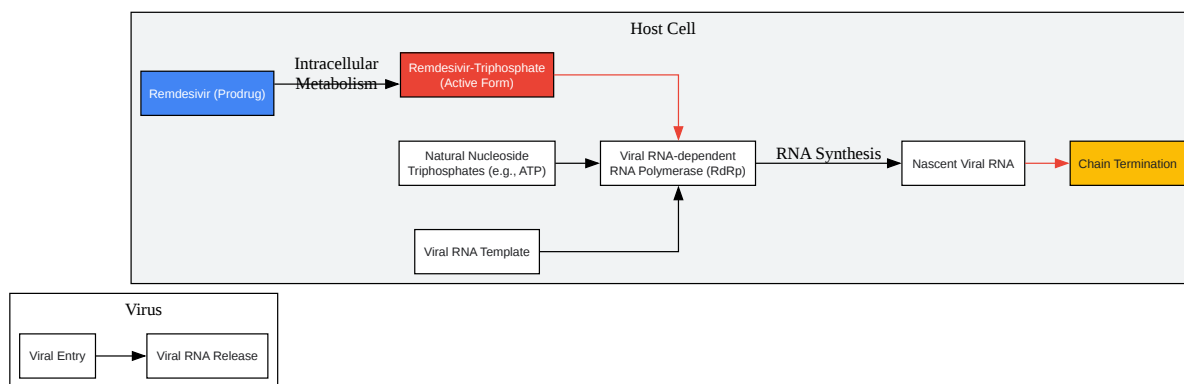 Host Cell
Remdesivir (Prodrug)
Intracellular
Metabolism
Remdesivir-Triphosphate
(Active Form)
Natural Nucleoside
Triphosphates (e.g., ATP)
Viral RNA-dependent
RNA Polymerase (RdRp)
RNA Synthesis
Nascent Viral RNA
Chain Termination
Viral RNA Template
Virus
Viral Entry
Viral RNA Release